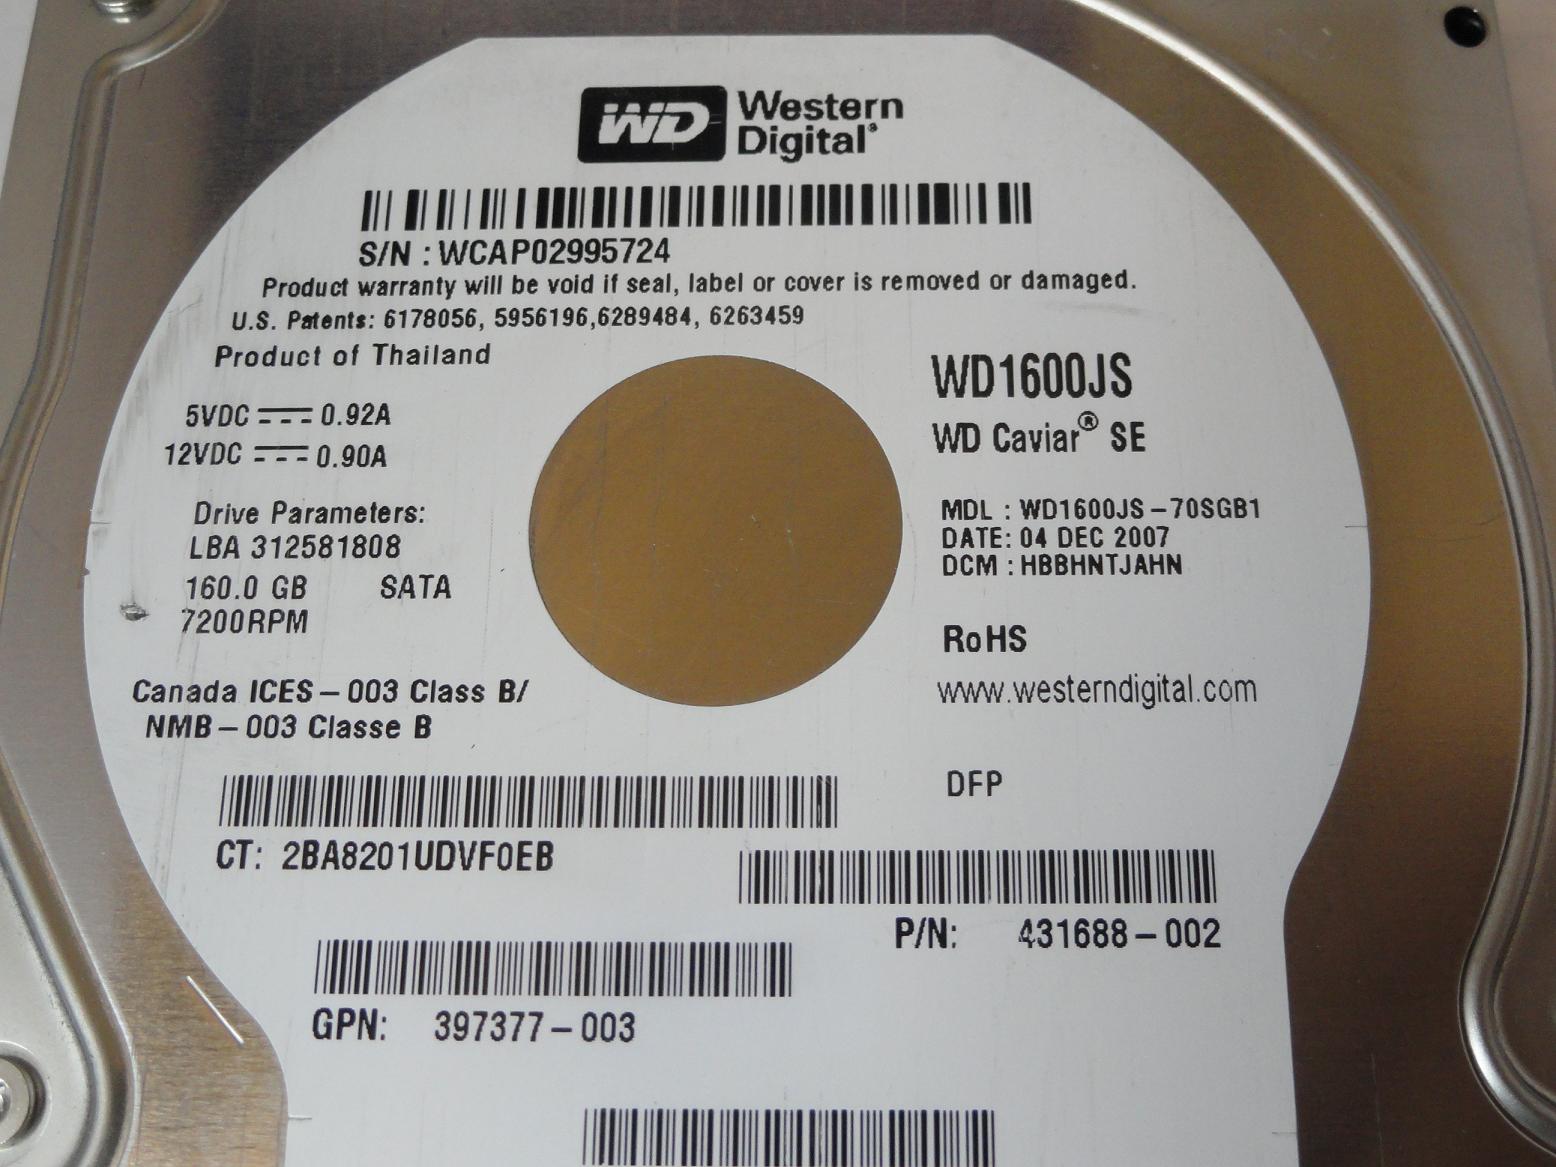 WD Western
Digital®
S/N : WCAP02995724
Product warranty will be void if seal, label or cover is removed or damaged.
U.S. Patents: 6178056, 5956196,6289484, 6263459
Product of Thailand
5VDC 0.92A
12VDC 0.90A
Drive Parameters:
LBA 312581808
160.0 GB SATA
7200RPM
Canada ICES-003 Class B/
NMB-003 Classe B
WD1600JS
WD Caviar® SE
MDL : WD1600JS-70SGB1
DATE: 04 DEC 2007
DCM : HBBHNTJAHN
RoHS
www.westerndigital.com
DFP
CT: 2BA8201UDVF0EB
P/N: 431688-002
GPN: 397377-003